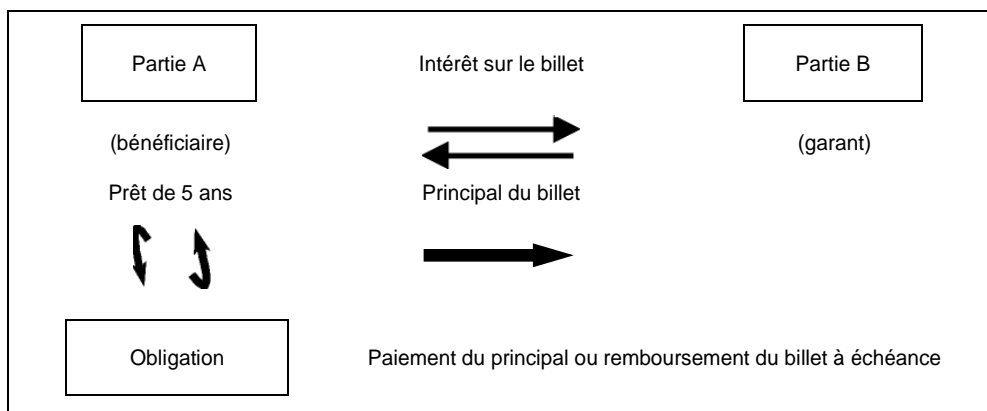 Partie A
Intérêt sur le billet
Partie B
(bénéficiaire)
(garant)
Prêt de 5 ans
Principal du billet
Obligation
Paiement du principal ou remboursement du billet à échéance